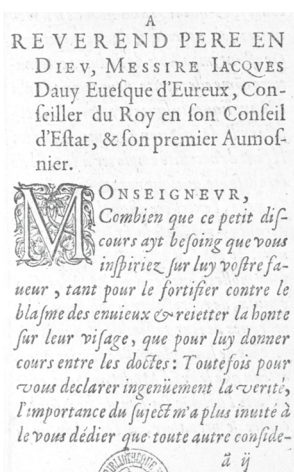 A
REVEREND PERE EN
DIEV, MESSIRE IACQVES
Dauy Euesque d'Eureux, Con-
ſeiller du Roy en ſon Conſeil
d'Eſtat, & ſon premier Aumoſ-
nier.
MONSEIGNEVR,
Combien que ce petit diſ-
cours ayt beſoing que vous
inſpiriez ſur luy voſtre fa-
ueur, tant pour le fortifier contre le
blaſme des enuieux & reietter la honte
ſur leur viſage, que pour luy donner
cours entre les doctes: Toutefois pour
vous declarer ingenüement la verité,
l'importance du ſujećt m'a plus inuité à
le vous dédier que toute autre conſide-
ã ij